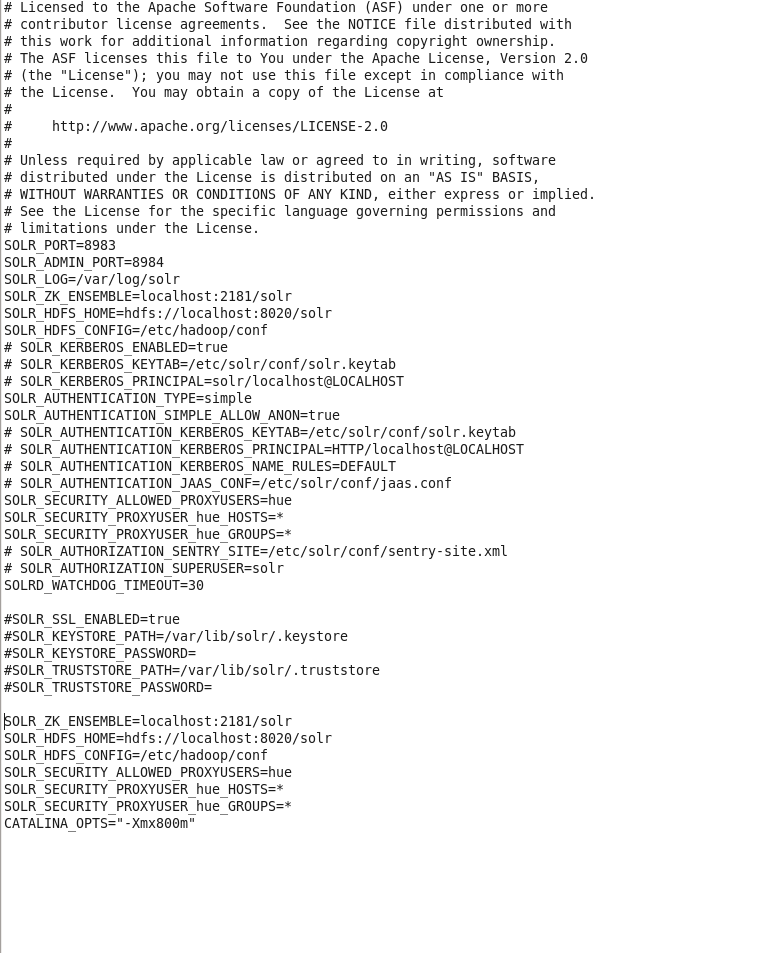 # Licensed to the Apache Software Foundation (ASF) under one or more
# contributor license agreements.  See the NOTICE file distributed with
# this work for additional information regarding copyright ownership.
# The ASF licenses this file to You under the Apache License, Version 2.0
# (the "License"); you may not use this file except in compliance with
# the License.  You may obtain a copy of the License at
#
#     http://www.apache.org/licenses/LICENSE-2.0
#
# Unless required by applicable law or agreed to in writing, software
# distributed under the License is distributed on an "AS IS" BASIS,
# WITHOUT WARRANTIES OR CONDITIONS OF ANY KIND, either express or implied.
# See the License for the specific language governing permissions and
# limitations under the License.
SOLR_PORT=8983
SOLR_ADMIN_PORT=8984
SOLR_LOG=/var/log/solr
SOLR_ZK_ENSEMBLE=localhost:2181/solr
SOLR_HDFS_HOME=hdfs://localhost:8020/solr
SOLR_HDFS_CONFIG=/etc/hadoop/conf
# SOLR_KERBEROS_ENABLED=true
# SOLR_KERBEROS_KEYTAB=/etc/solr/conf/solr.keytab
# SOLR_KERBEROS_PRINCIPAL=solr/localhost@LOCALHOST
SOLR_AUTHENTICATION_TYPE=simple
SOLR_AUTHENTICATION_SIMPLE_ALLOW_ANON=true
# SOLR_AUTHENTICATION_KERBEROS_KEYTAB=/etc/solr/conf/solr.keytab
# SOLR_AUTHENTICATION_KERBEROS_PRINCIPAL=HTTP/localhost@LOCALHOST
# SOLR_AUTHENTICATION_KERBEROS_NAME_RULES=DEFAULT
# SOLR_AUTHENTICATION_JAAS_CONF=/etc/solr/conf/jaas.conf
SOLR_SECURITY_ALLOWED_PROXYUSERS=hue
SOLR_SECURITY_PROXYUSER_hue_HOSTS=*
SOLR_SECURITY_PROXYUSER_hue_GROUPS=*
# SOLR_AUTHORIZATION_SENTRY_SITE=/etc/solr/conf/sentry-site.xml
# SOLR_AUTHORIZATION_SUPERUSER=solr
SOLRD_WATCHDOG_TIMEOUT=30

#SOLR_SSL_ENABLED=true
#SOLR_KEYSTORE_PATH=/var/lib/solr/.keystore
#SOLR_KEYSTORE_PASSWORD=
#SOLR_TRUSTSTORE_PATH=/var/lib/solr/.truststore
#SOLR_TRUSTSTORE_PASSWORD=

SOLR_ZK_ENSEMBLE=localhost:2181/solr
SOLR_HDFS_HOME=hdfs://localhost:8020/solr
SOLR_HDFS_CONFIG=/etc/hadoop/conf
SOLR_SECURITY_ALLOWED_PROXYUSERS=hue
SOLR_SECURITY_PROXYUSER_hue_HOSTS=*
SOLR_SECURITY_PROXYUSER_hue_GROUPS=*
CATALINA_OPTS="-Xmx800m"